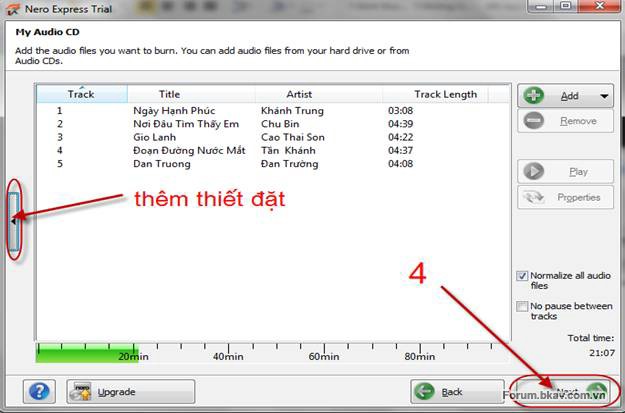 Nero Express Trial
My Audio CD
Add the audio files you want to burn. You can add audio files from your hard drive or from
Audio CDs.
Track Title Artist Track Length
1 Ngày Hạnh Phúc Khánh Trung 03:08
2 Nơi Đâu Tìm Thấy Em Chu Bin 04:39
3 Gio Lanh Cao Thai Son 04:22
4 Đoạn Đường Nước Mắt Tân Khánh 04:37
5 Dan Truong Đan Trường 04:08
Add
Remove
Play
Properties
thêm thiết đặt
4
Normalize all audio
files
No pause between
tracks
Total time:
21:07
20min 40min 60min 80min
Upgrade
Back
Next
Forum.bkav.com.vn